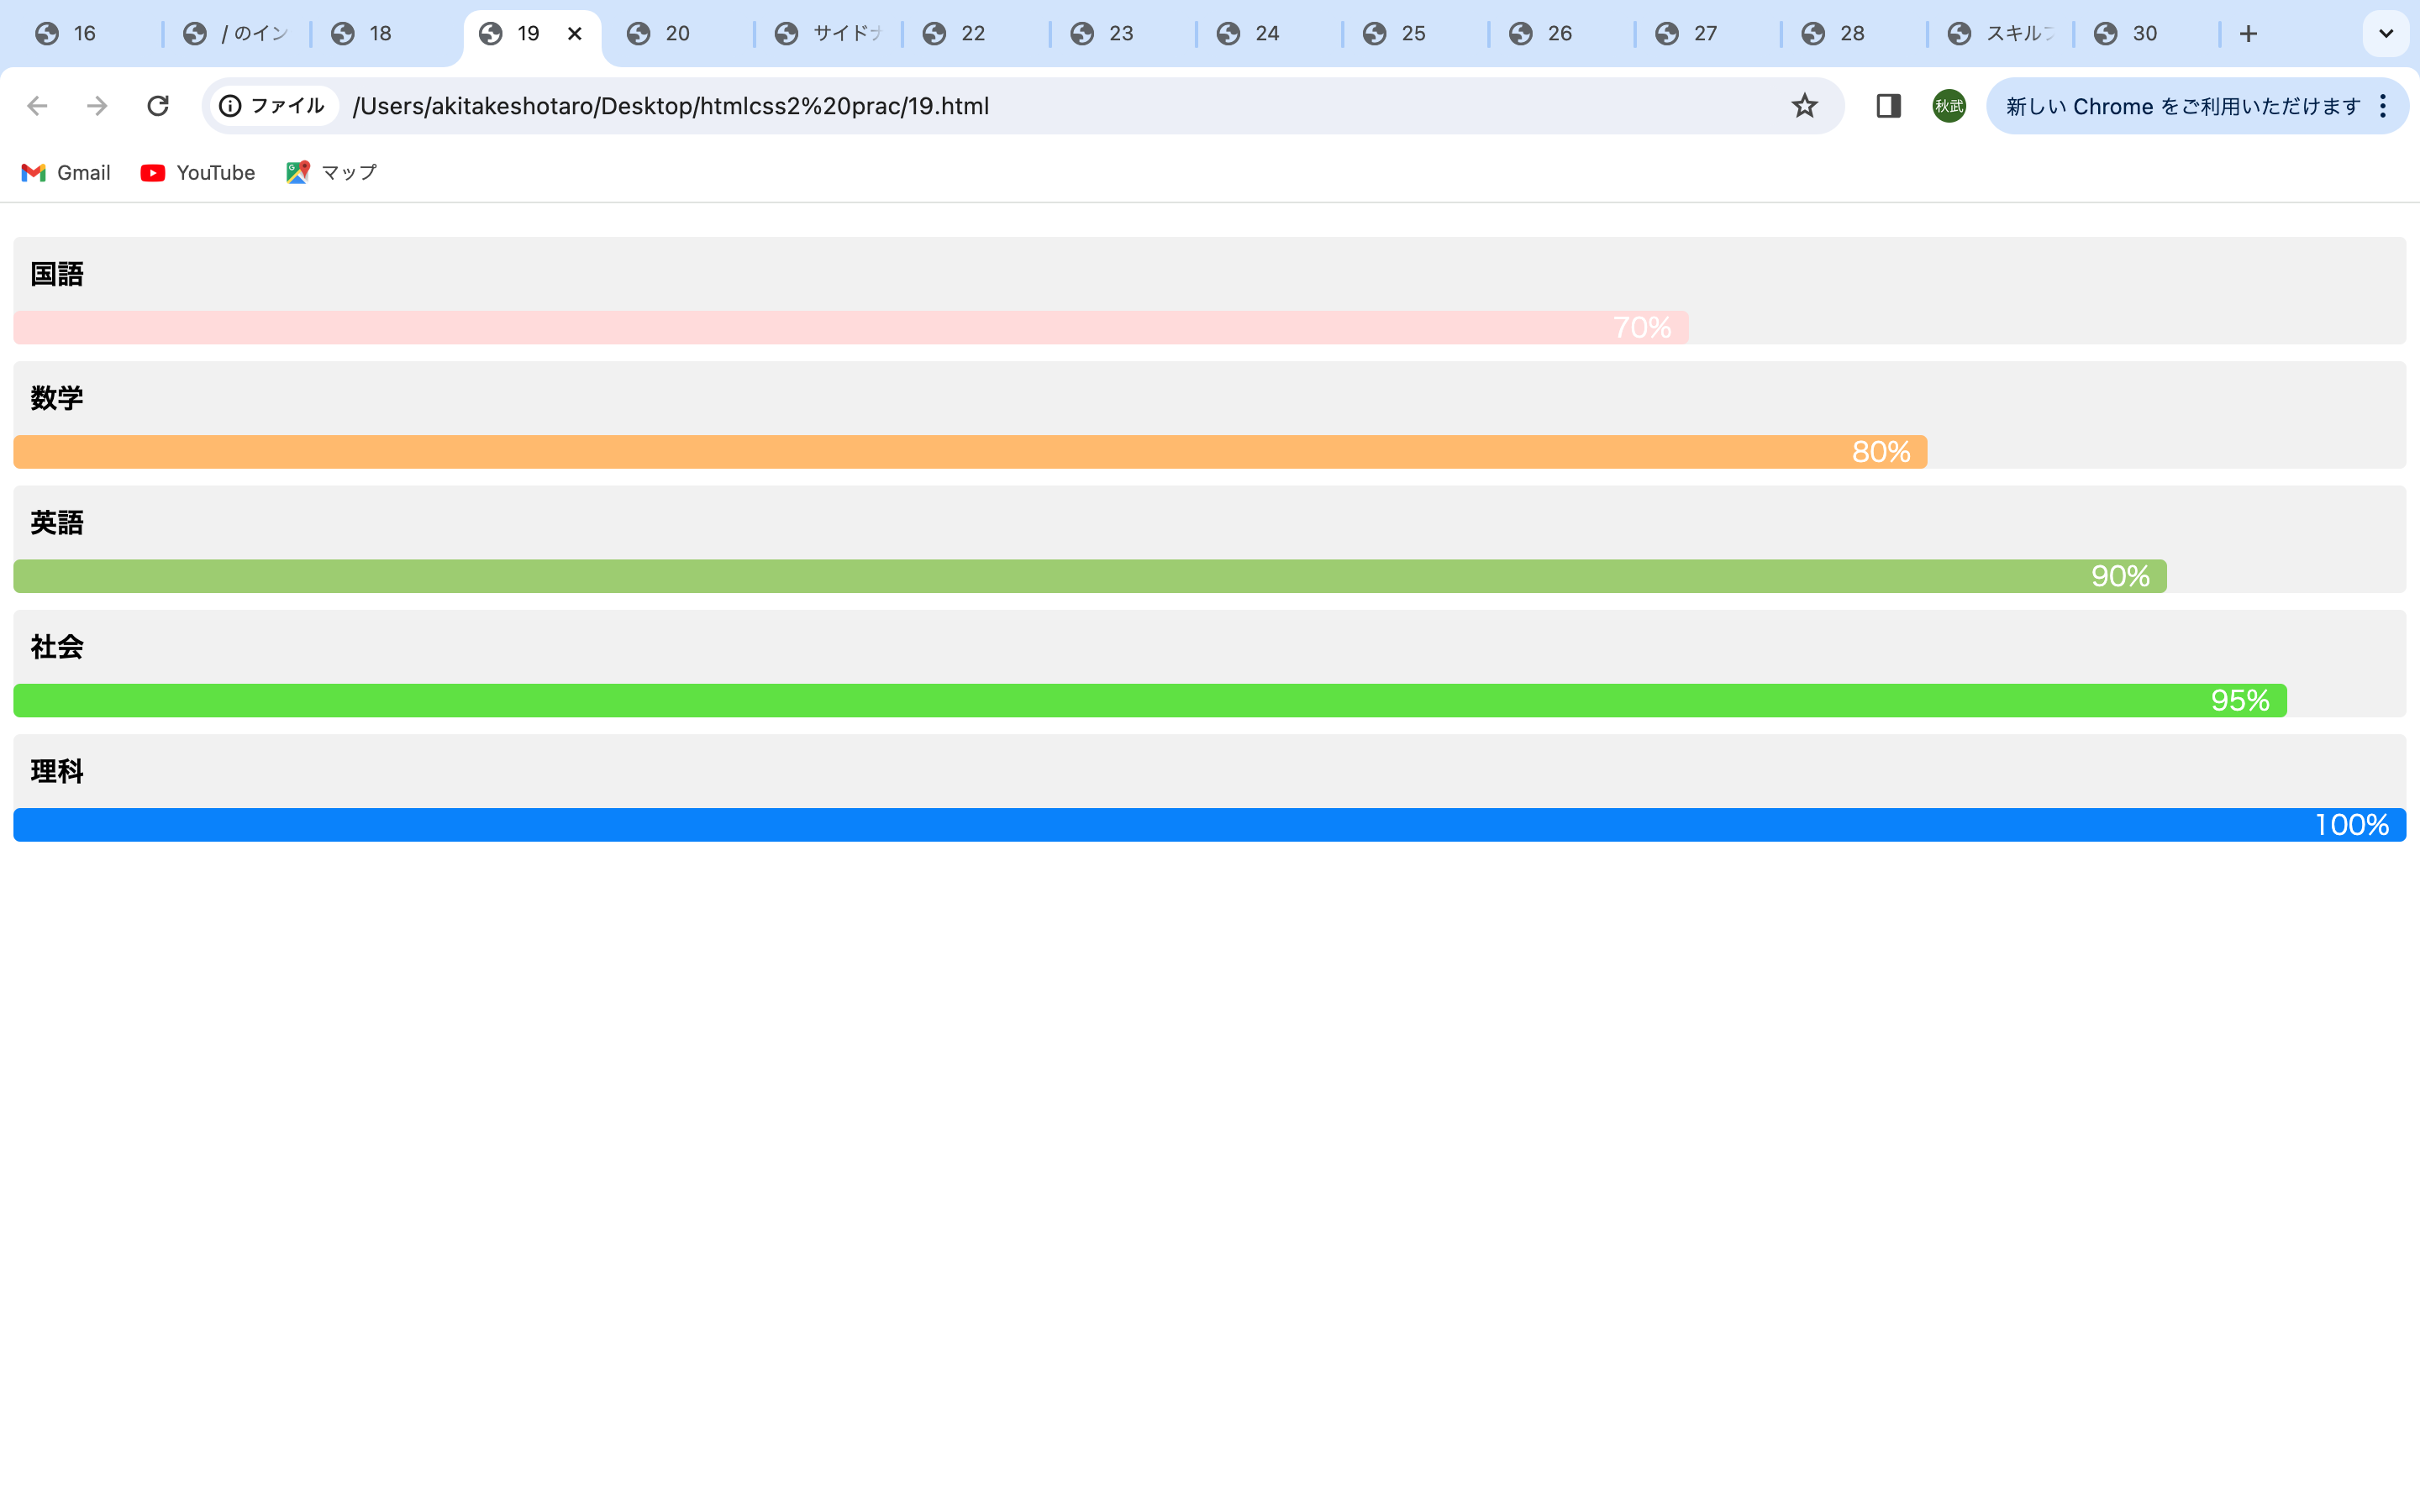 16 / のイン 18 19 20 サイドナ 22 23 24 25 26 27 28 スキルフ 30
ファイル /Users/akitakeshotaro/Desktop/htmlcss2%20prac/19.html 秋武 新しい Chrome をご利用いただけます
Gmail YouTube マップ
国語
70%
数学
80%
英語
90%
社会
95%
理科
100%